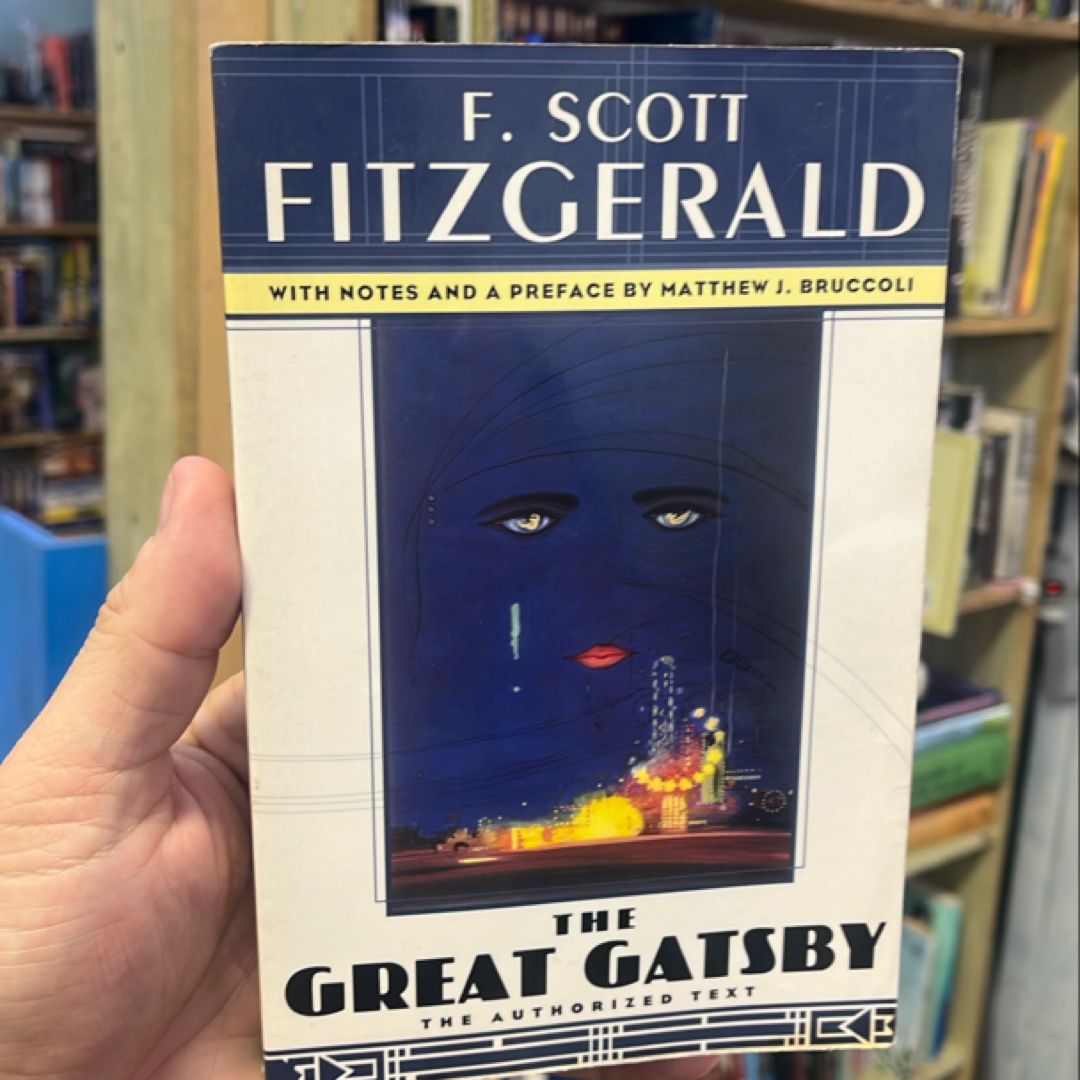 F. SCOTT
FITZGERALD
WITH NOTES AND A PREFACE BY MATTHEW J. BRUCCOLI
THE
GREAT GATSBY
THE AUTHORIZED TEXT